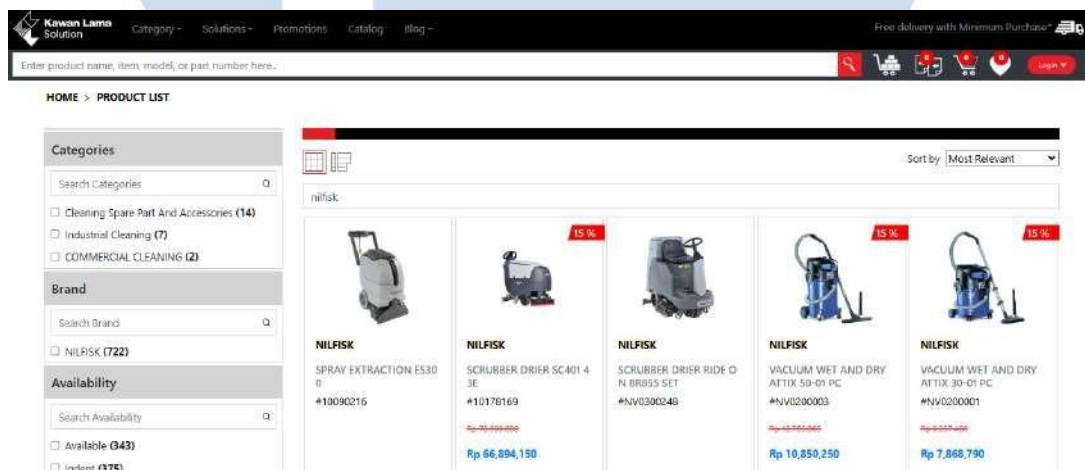 Kawan Lama
Solution
Category
Solutions
Promotions
Catalog
Blog
Free delivery with Minimum Purchase*
Enter product name, item, model, or part number here..
0
0
0
Login
HOME > PRODUCT LIST
Categories
Search Categories
Cleaning Spare Part And Accessories (14)
Industrial Cleaning (7)
COMMERCIAL CLEANING (2)
Brand
Search Brand
NILFISK (722)
Availability
Search Availability
Available (343)
Indent (375)
Sort by Most Relevant
nilfisk
NILFISK
SPRAY EXTRACTION ES30
0
#10090216
15 %
NILFISK
SCRUBBER DRIER SC401 4
3E
#10178169
Rp 66,894,150
NILFISK
SCRUBBER DRIER RIDE O
N BR855 SET
#NV0300248
15 %
NILFISK
VACUUM WET AND DRY
ATTIX 50-01 PC
#NV0200003
Rp 10,850,250
15 %
NILFISK
VACUUM WET AND DRY
ATTIX 30-01 PC
#NV0200001
Rp 7,868,790